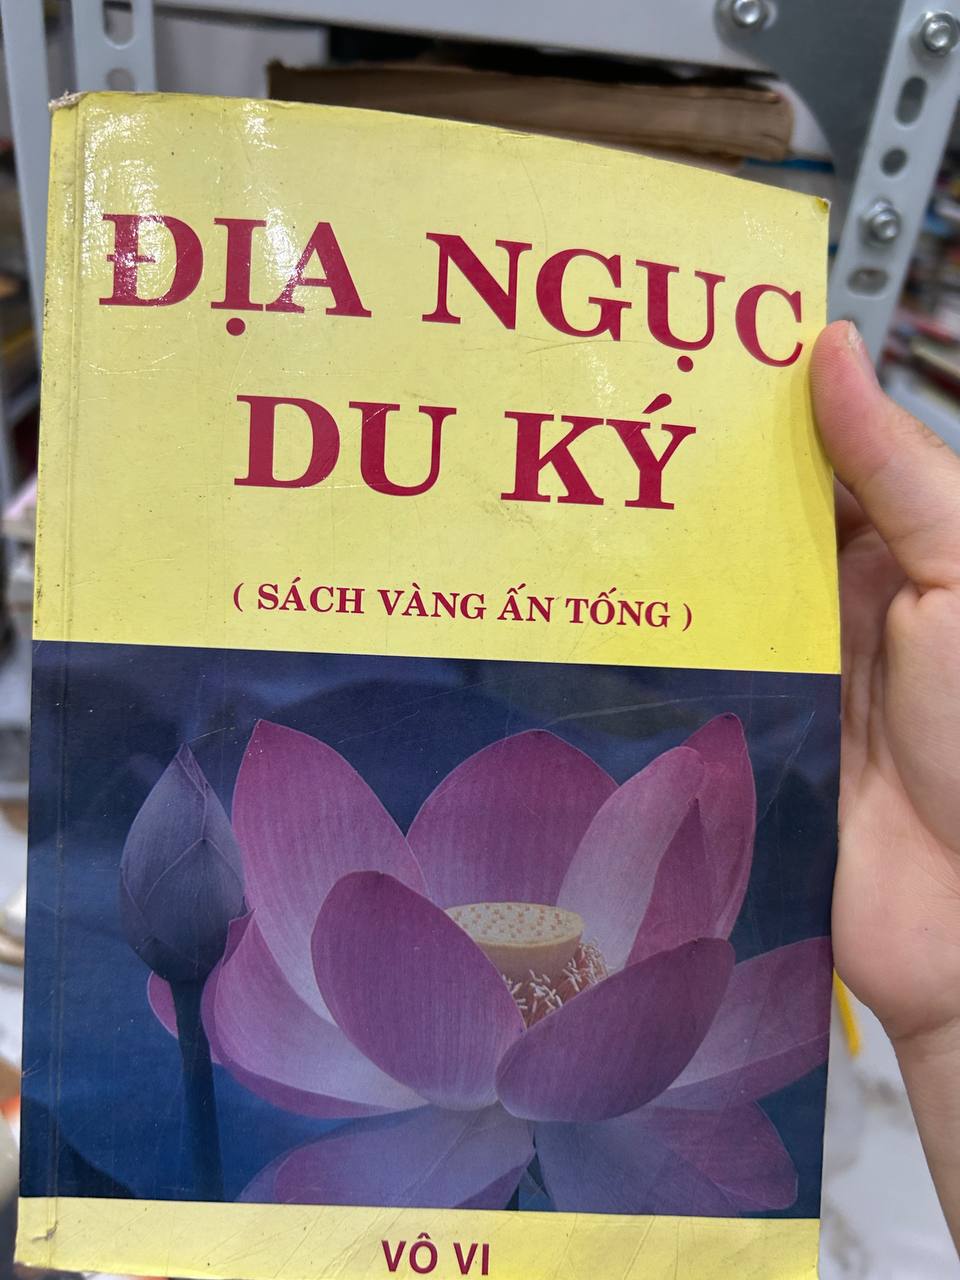 ĐỊA NGỤC
DU KÝ
( SÁCH VÀNG ẤN TỐNG )
VÔ VI